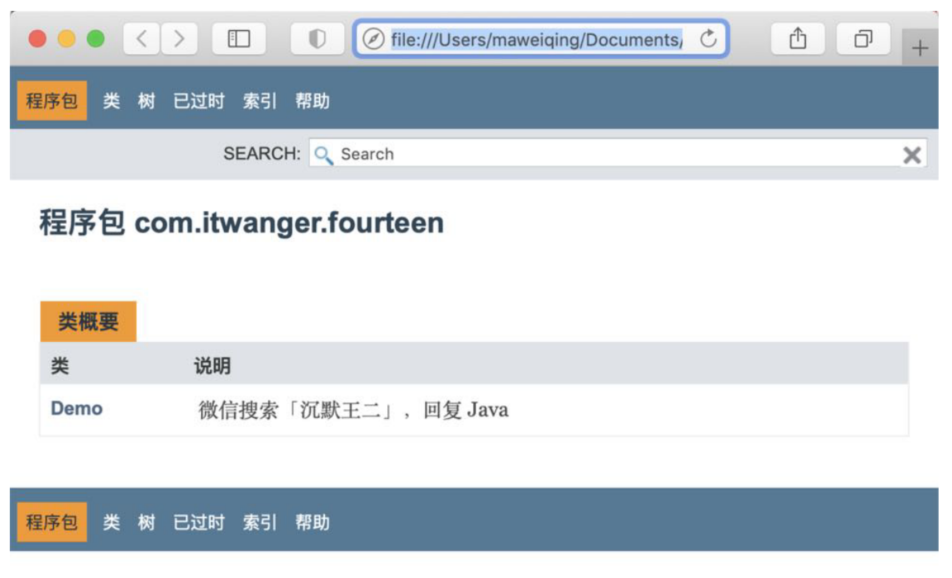 file:///Users/maweiqing/Documents/
程序包 类 树 已过时 索引 帮助
SEARCH: Search
程序包 com.itwanger.fourteen
类概要
类 说明
Demo 微信搜索「沉默王二」，回复 Java
程序包 类 树 已过时 索引 帮助